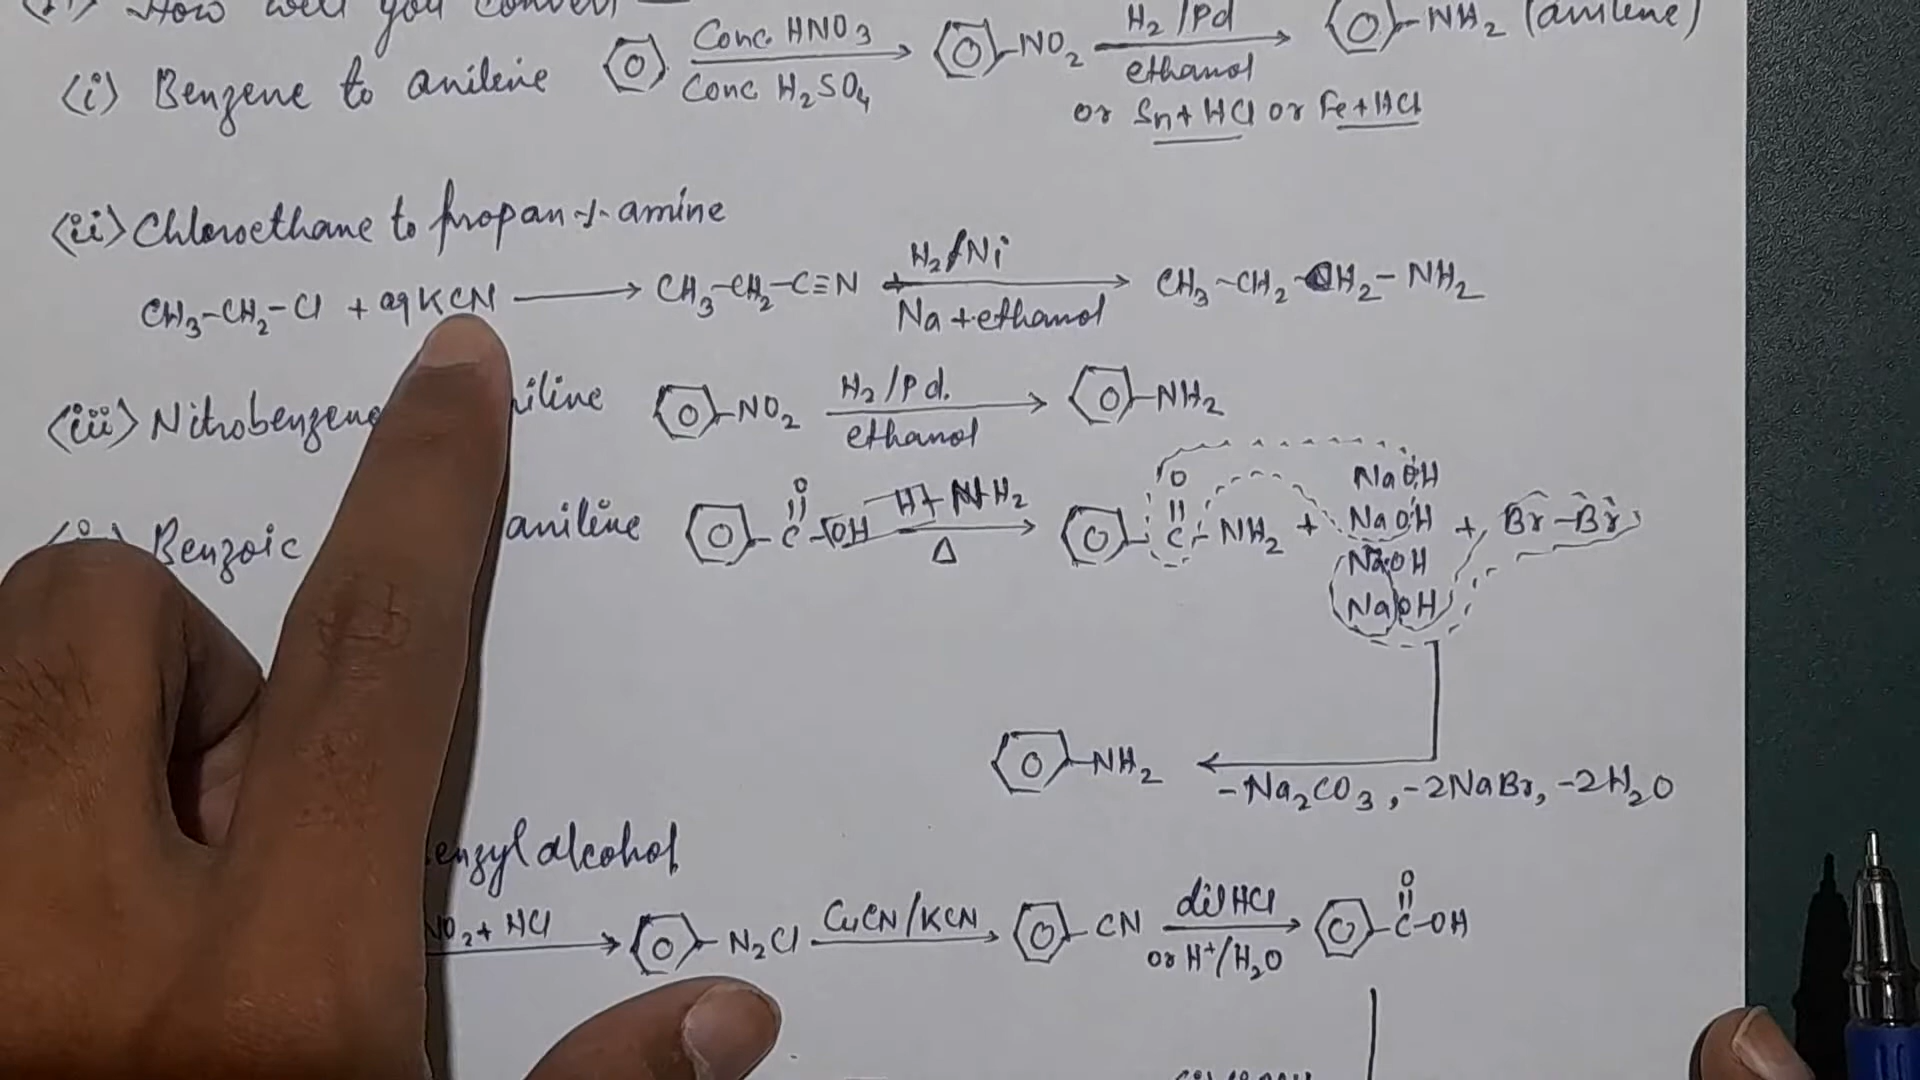 How will you convert —
(i) Benzene to aniline ⌬ Conc. HNO3 / Conc H2SO4 → ⌬-NO2 H2/Pd / ethanol → ⌬-NH2 (aniline)
or Sn+HCl or Fe+HCl
(ii) Chloroethane to propan-1-amine
CH3-CH2-Cl + aq KCN ⟶ CH3-CH2-C≡N H2/Ni / Na+ethanol → CH3-CH2-CH2-NH2
(iii) Nitrobenzene iline ⌬-NO2 H2/Pd. / ethanol → ⌬-NH2
Benzoic aniline ⌬-C(=O)-OH H+NH2 / Δ → ⌬-C(=O)-NH2 + NaOH + Br-Br
NaOH
NaOH
NaOH
⌬-NH2 ← -Na2CO3, -2NaBr, -2H2O
enzyl alcohol
NO2+HCl → ⌬-N2Cl CuCN/KCN → ⌬-CN dil HCl / or H+/H2O → ⌬-C(=O)-OH